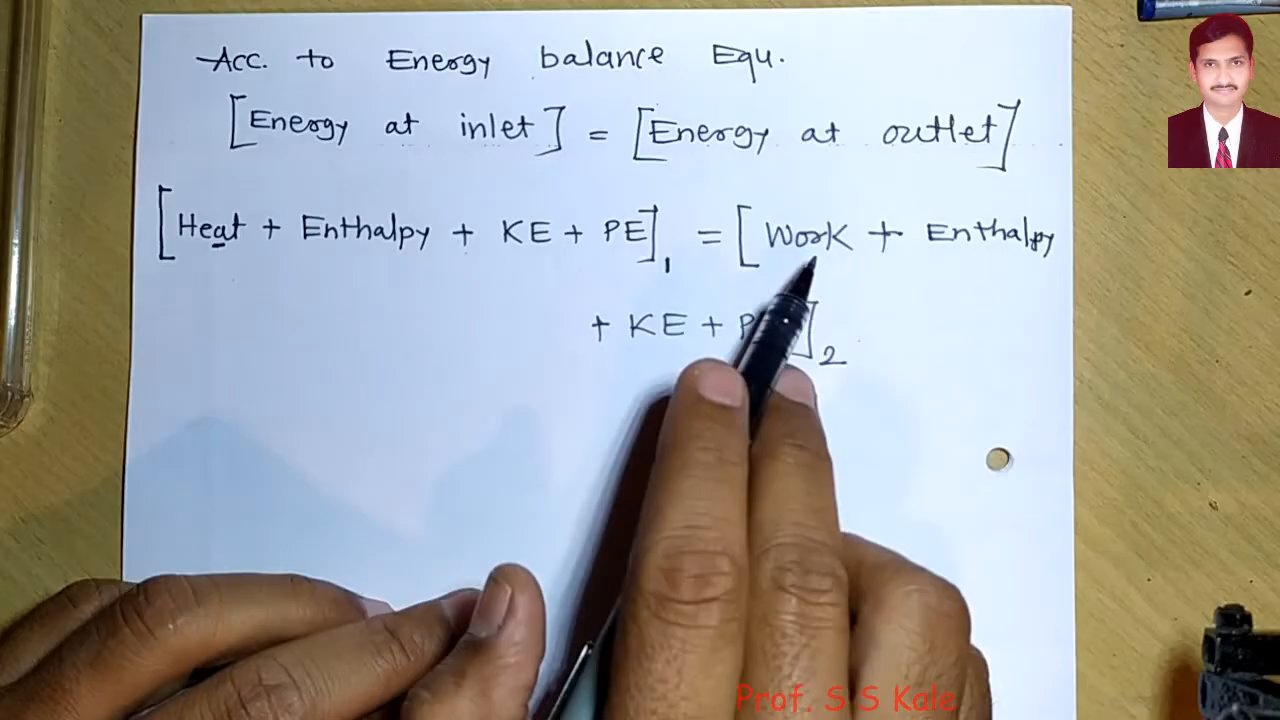 Acc. to Energy balance Equ.
[Energy at inlet] = [Energy at outlet]
[Heat + Enthalpy + KE + PE]₁ = [Work + Enthalpy
+ KE + P ]₂
Prof. S S Kale